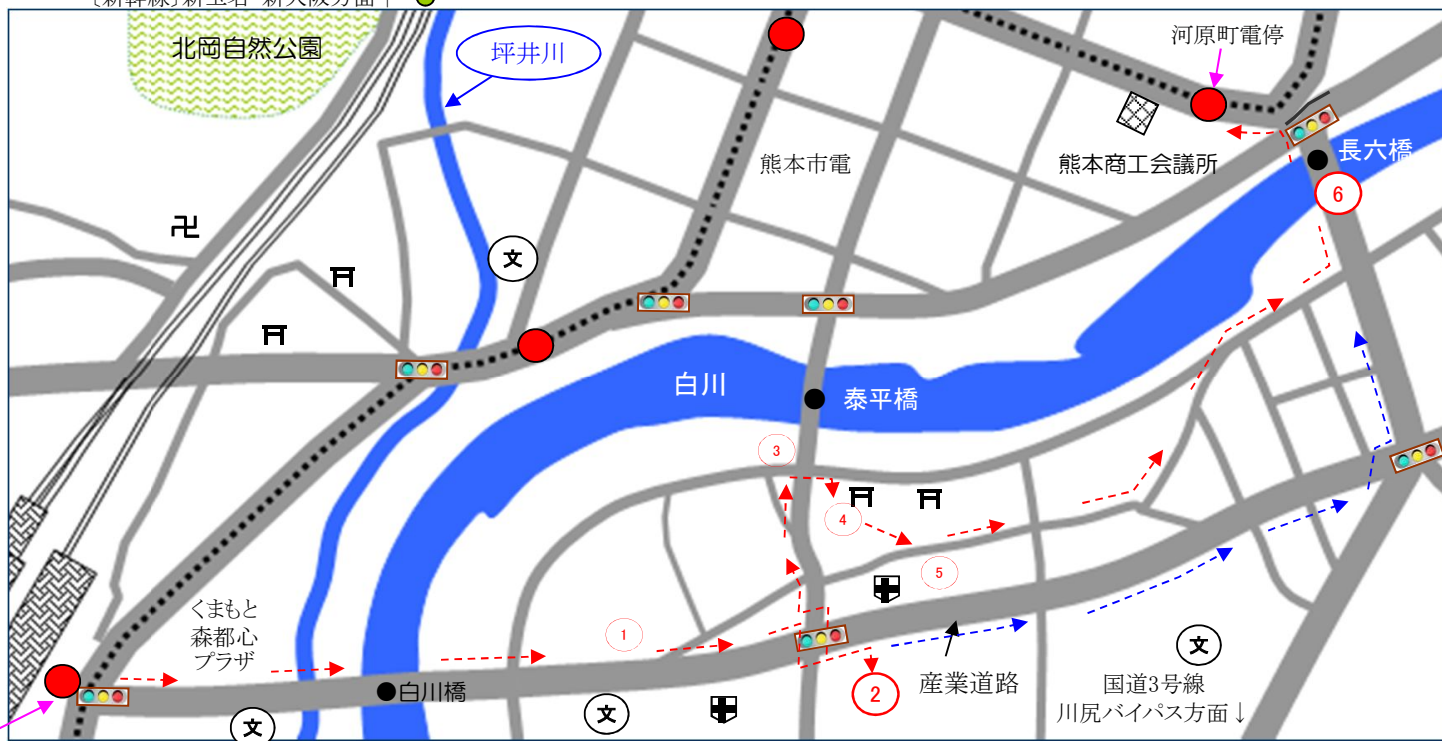 [新幹線]新玉名・新大阪方面↑
北岡自然公園
坪井川
河原町電停
熊本市電
熊本商工会議所
長六橋
6
文
白川
泰平橋
3
4
5
1
くまもと
森都心
プラザ
白川橋
2
産業道路
文
国道3号線
川尻バイパス方面↓
文
文